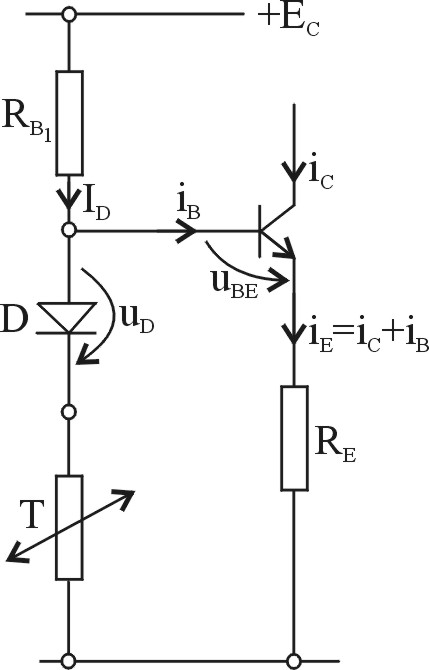 +E_C
R_B1
I_D
i_B
i_C
u_BE
D
u_D
i_E=i_C+i_B
R_E
T